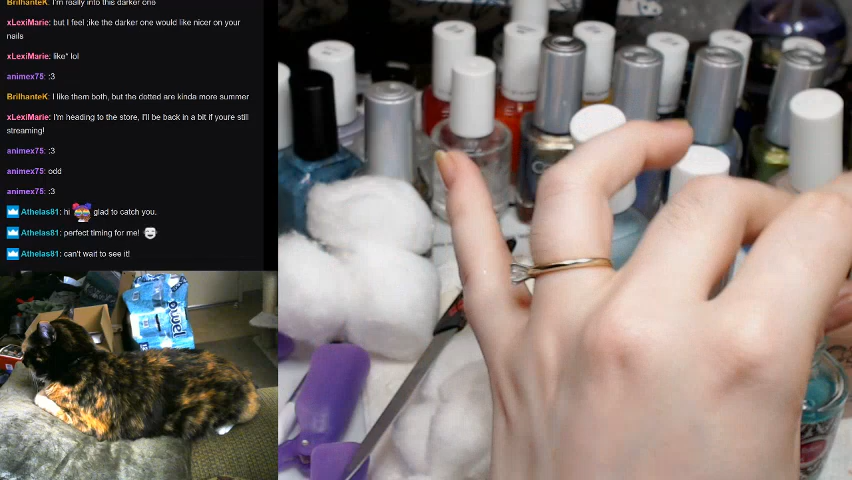 BrilhanteK: I'm really into this darker one
xLexiMarie: but I feel ;ike the darker one would like nicer on your
nails
xLexiMarie: like* lol
animex75: :3
BrilhanteK: I like them both, but the dotted are kinda more summer
xLexiMarie: I'm heading to the store, I'll be back in a bit if youre still
streaming!
animex75: :3
animex75: odd
animex75: :3
Athelas81: hi glad to catch you.
Athelas81: perfect timing for me!
Athelas81: can't wait to see it!